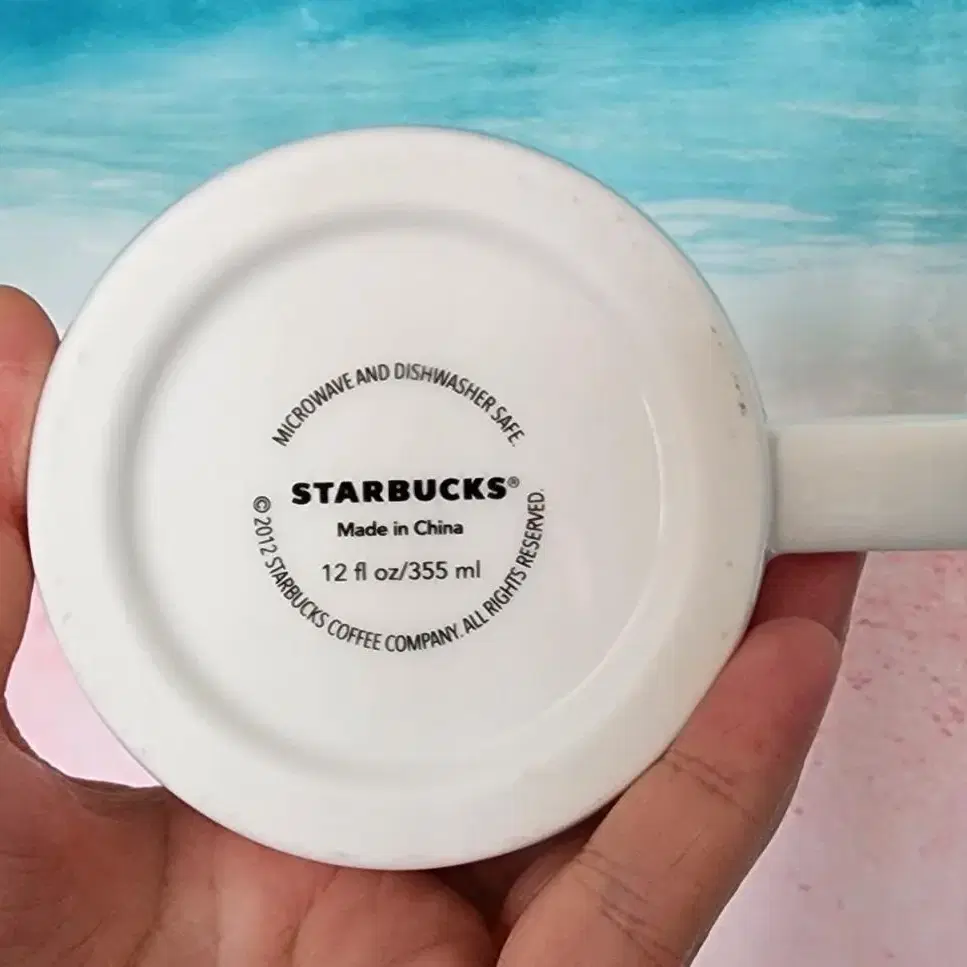 MICROWAVE AND DISHWASHER SAFE.
STARBUCKS®
Made in China
12 fl oz/355 ml
© 2012 STARBUCKS COFFEE COMPANY. ALL RIGHTS RESERVED.